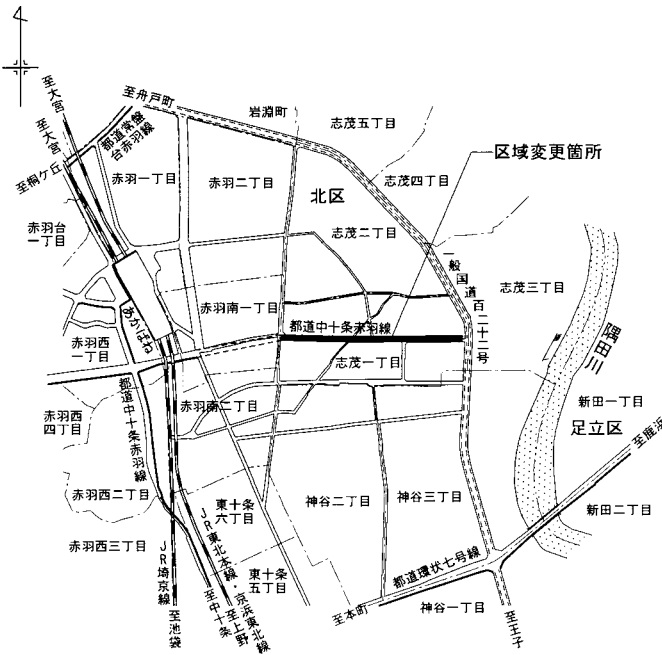 至大宮
至大宮
至舟戸町
都道常盤
台赤羽線
至桐ケ丘
岩淵町
志茂五丁目
区域変更箇所
赤羽一丁目
赤羽二丁目
北区
志茂四丁目
赤羽台
一丁目
志茂二丁目
一般国道百二十二号
志茂三丁目
あかばね
赤羽南一丁目
都道中十条赤羽線
隅田川
赤羽西
一丁目
志茂一丁目
都道中十条赤羽線
赤羽西
四丁目
赤羽南二丁目
新田一丁目
足立区
至鹿浜
赤羽西二丁目
東十条
六丁目
神谷二丁目
神谷三丁目
新田二丁目
赤羽西三丁目
JR埼京線
至池袋
JR東北本線・京浜東北線
至中十条
至上野
東十条
五丁目
都道環状七号線
至本町
神谷一丁目
至王子